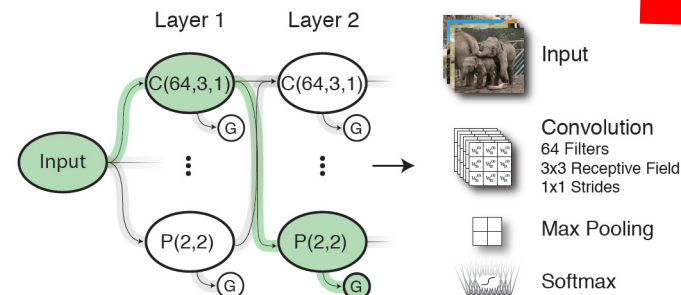 Layer 1
Layer 2
Input
C(64,3,1)
G
P(2,2)
G
C(64,3,1)
G
P(2,2)
G
Input
Convolution
64 Filters
3x3 Receptive Field
1x1 Strides
Max Pooling
Softmax